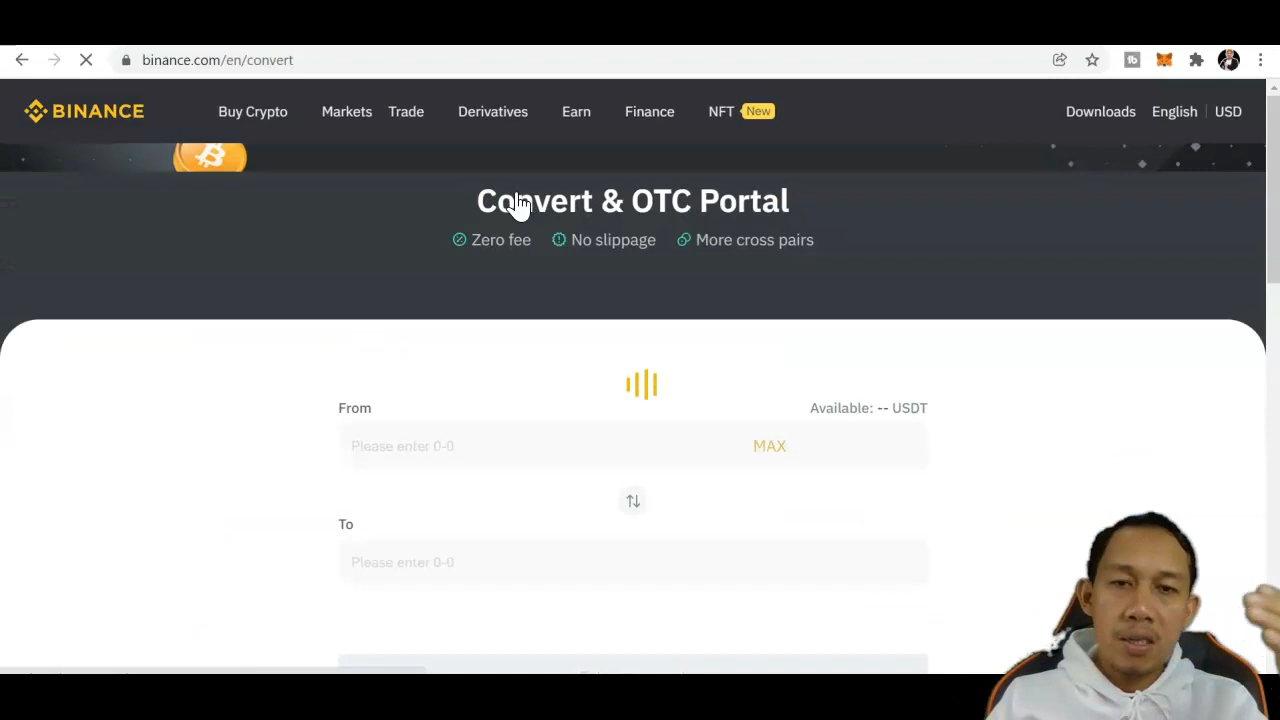 binance.com/en/convert
BINANCE Buy Crypto Markets Trade Derivatives Earn Finance NFT New Downloads English USD
Convert & OTC Portal
Zero fee No slippage More cross pairs
From Available: -- USDT
Please enter 0-0 MAX
To
Please enter 0-0